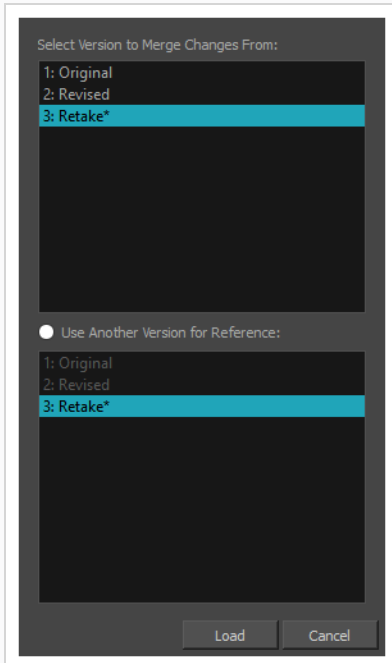 Select Version to Merge Changes From:
1: Original
2: Revised
3: Retake*
Use Another Version for Reference:
1: Original
2: Revised
3: Retake*
Load Cancel